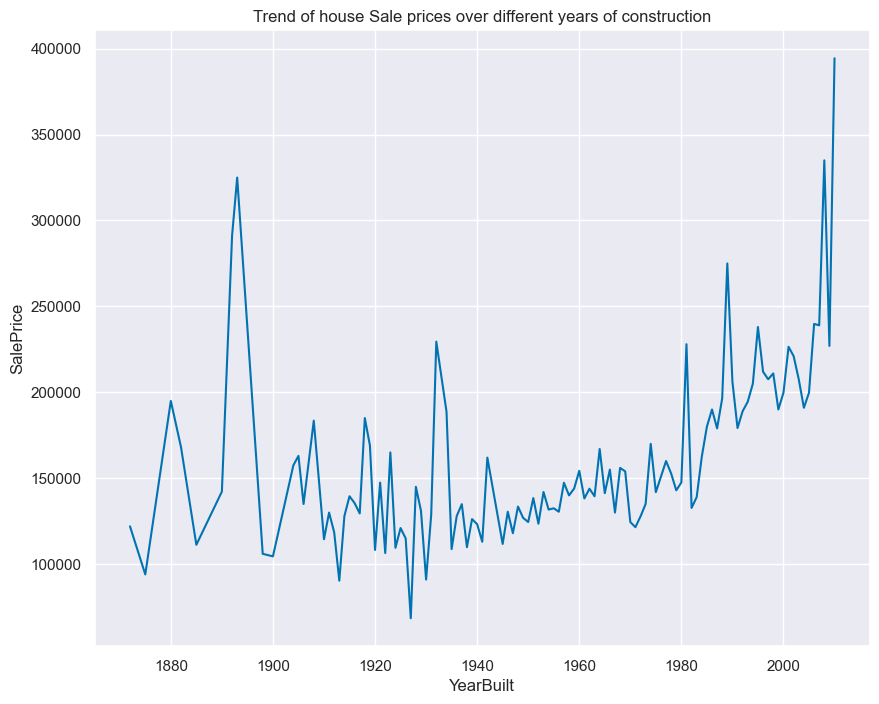 Trend of house Sale prices over different years of construction
400000
350000
300000
250000
200000
150000
100000
SalePrice
1880 1900 1920 1940 1960 1980 2000
YearBuilt